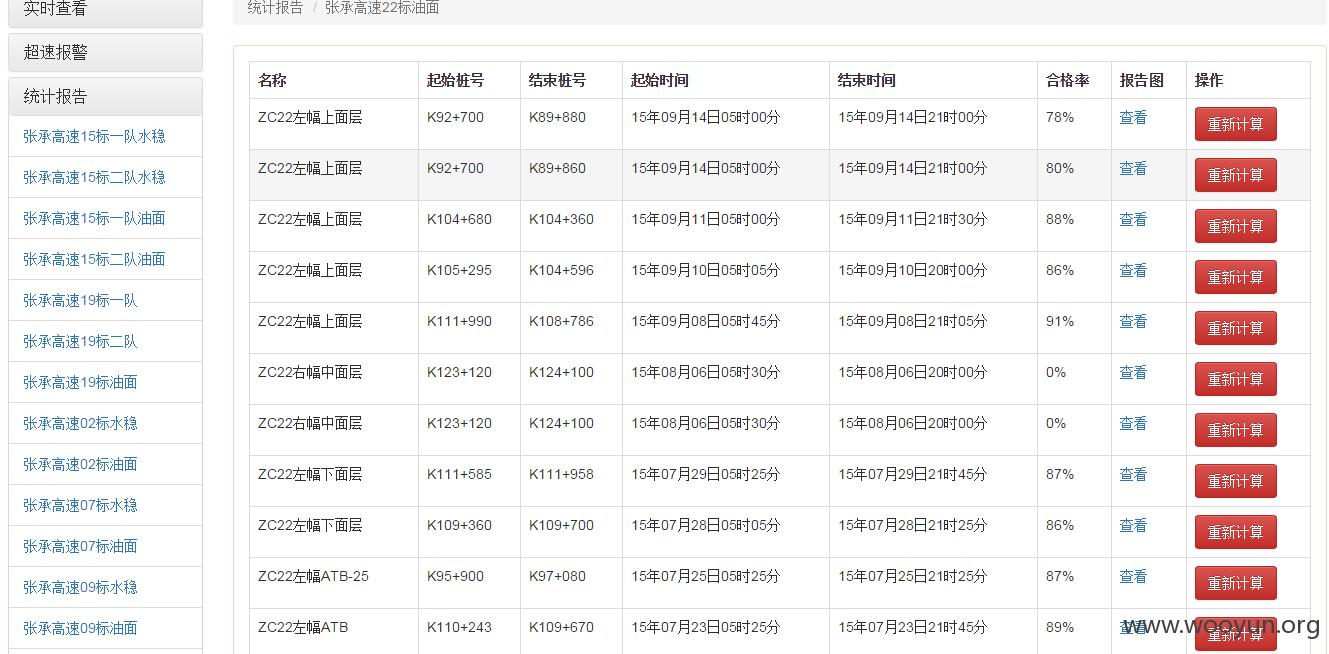 实时查看
超速报警
统计报告
张承高速15标一队水稳
张承高速15标二队水稳
张承高速15标一队油面
张承高速15标二队油面
张承高速19标一队
张承高速19标二队
张承高速19标油面
张承高速02标水稳
张承高速02标油面
张承高速07标水稳
张承高速07标油面
张承高速09标水稳
张承高速09标油面
统计报告 / 张承高速22标油面
名称 起始桩号 结束桩号 起始时间 结束时间 合格率 报告图 操作
ZC22左幅上面层 K92+700 K89+880 15年09月14日05时00分 15年09月14日21时00分 78% 查看 重新计算
ZC22左幅上面层 K92+700 K89+860 15年09月14日05时00分 15年09月14日21时00分 80% 查看 重新计算
ZC22左幅上面层 K104+680 K104+360 15年09月11日05时00分 15年09月11日21时30分 88% 查看 重新计算
ZC22左幅上面层 K105+295 K104+596 15年09月10日05时05分 15年09月10日20时00分 86% 查看 重新计算
ZC22左幅上面层 K111+990 K108+786 15年09月08日05时45分 15年09月08日21时05分 91% 查看 重新计算
ZC22右幅中面层 K123+120 K124+100 15年08月06日05时30分 15年08月06日20时00分 0% 查看 重新计算
ZC22右幅中面层 K123+120 K124+100 15年08月06日05时30分 15年08月06日20时00分 0% 查看 重新计算
ZC22左幅下面层 K111+585 K111+958 15年07月29日05时25分 15年07月29日21时45分 87% 查看 重新计算
ZC22左幅下面层 K109+360 K109+700 15年07月28日05时05分 15年07月28日21时25分 86% 查看 重新计算
ZC22左幅ATB-25 K95+900 K97+080 15年07月25日05时25分 15年07月25日21时25分 87% 查看 重新计算
ZC22左幅ATB K110+243 K109+670 15年07月23日05时25分 15年07月23日21时45分 89% 查看 重新计算
www.wooyun.org